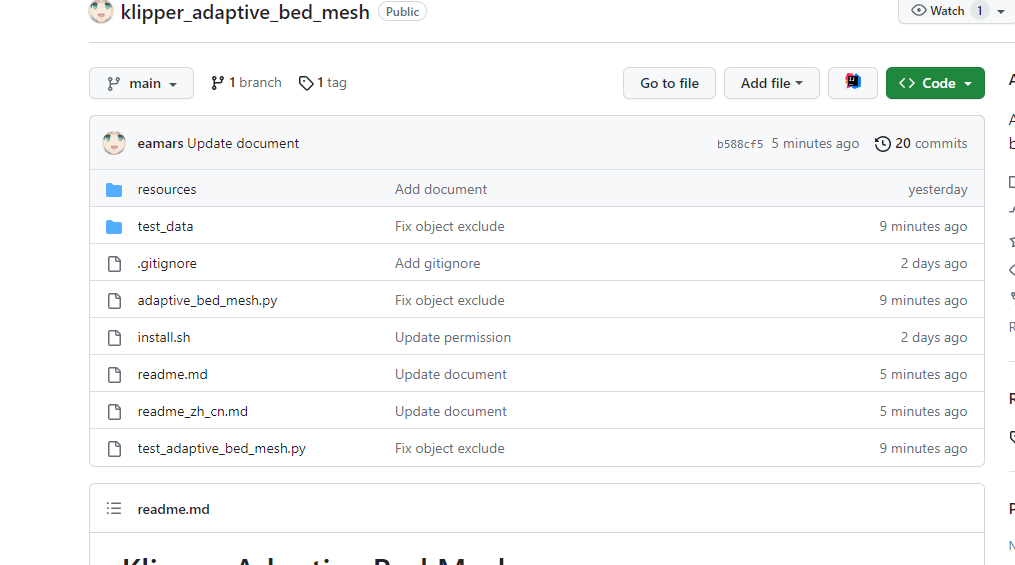 klipper_adaptive_bed_mesh Public Watch 1
main 1 branch 1 tag Go to file Add file <> Code
eamars Update document b588cf5 5 minutes ago 20 commits
resources Add document yesterday
test_data Fix object exclude 9 minutes ago
.gitignore Add gitignore 2 days ago
adaptive_bed_mesh.py Fix object exclude 9 minutes ago
install.sh Update permission 2 days ago
readme.md Update document 5 minutes ago
readme_zh_cn.md Update document 5 minutes ago
test_adaptive_bed_mesh.py Fix object exclude 9 minutes ago
readme.md
Klipper Adaptive Bed Mesh